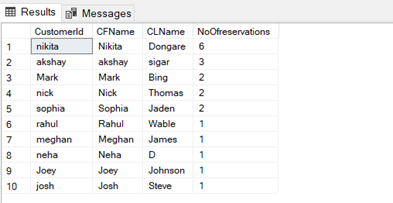 Results Messages
CustomerId CFName CLName NoOfreservations
1 nikita Nikita Dongare 6
2 akshay akshay sigar 3
3 Mark Mark Bing 2
4 nick Nick Thomas 2
5 sophia Sophia Jaden 2
6 rahul Rahul Wable 1
7 meghan Meghan James 1
8 neha Neha D 1
9 Joey Joey Johnson 1
10 josh Josh Steve 1